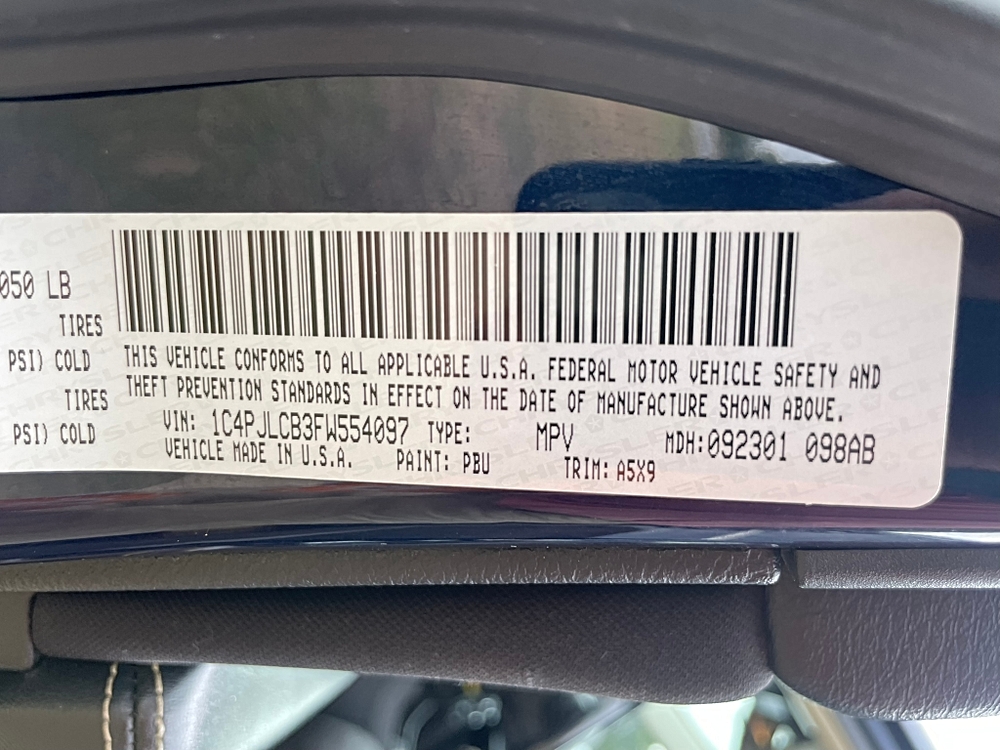 050 LB
TIRES
PSI) COLD
TIRES
PSI) COLD
THIS VEHICLE CONFORMS TO ALL APPLICABLE U.S.A. FEDERAL MOTOR VEHICLE SAFETY AND
THEFT PREVENTION STANDARDS IN EFFECT ON THE DATE OF MANUFACTURE SHOWN ABOVE.
VIN: 1C4PJLCB3FW554097 TYPE: MPV MDH:092301 098AB
VEHICLE MADE IN U.S.A. PAINT: PBU TRIM: A5X9